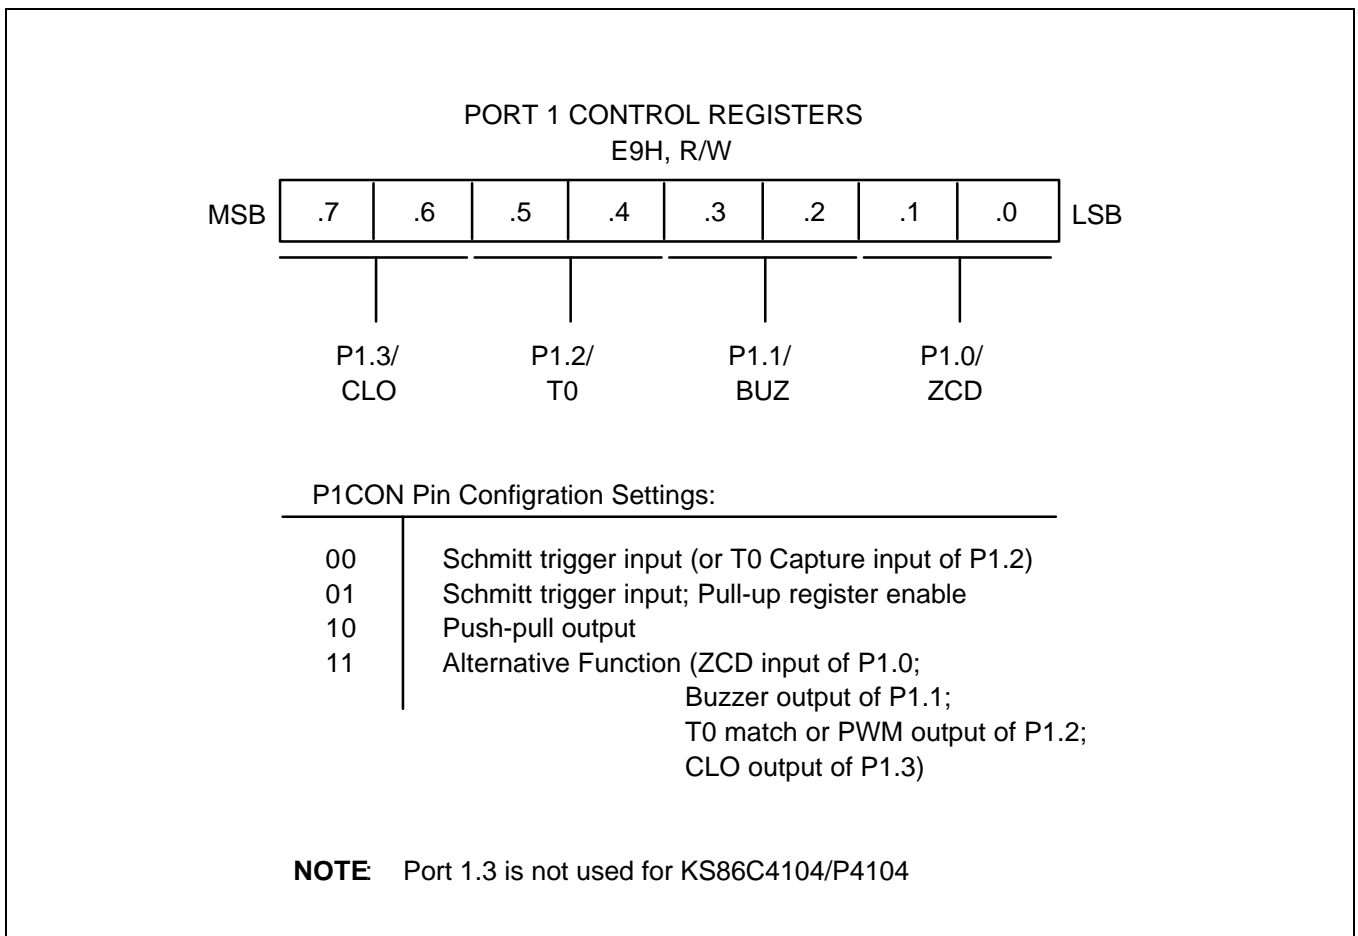 PORT 1 CONTROL REGISTERS
E9H, R/W
MSB .7 .6 .5 .4 .3 .2 .1 .0 LSB
P1.3/ P1.2/ P1.1/ P1.0/
CLO T0 BUZ ZCD
P1CON Pin Configration Settings:
00 Schmitt trigger input (or T0 Capture input of P1.2)
01 Schmitt trigger input; Pull-up register enable
10 Push-pull output
11 Alternative Function (ZCD input of P1.0;
Buzzer output of P1.1;
T0 match or PWM output of P1.2;
CLO output of P1.3)
NOTE: Port 1.3 is not used for KS86C4104/P4104